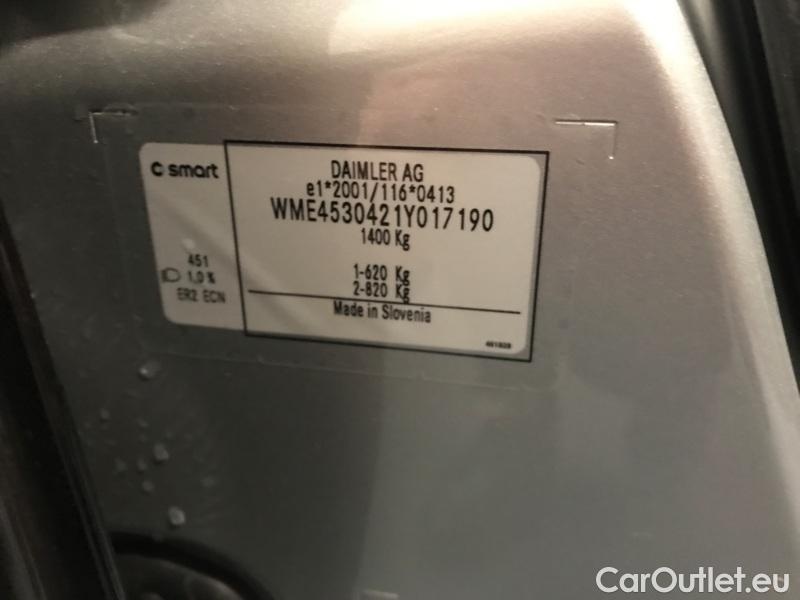 smart
451
1,0 %
ER2 ECN
DAIMLER AG
e1*2001/116*0413
WME4530421Y017190
1400 Kg
1-620 Kg
2-820 Kg
Made in Slovenia
CarOutlet.eu